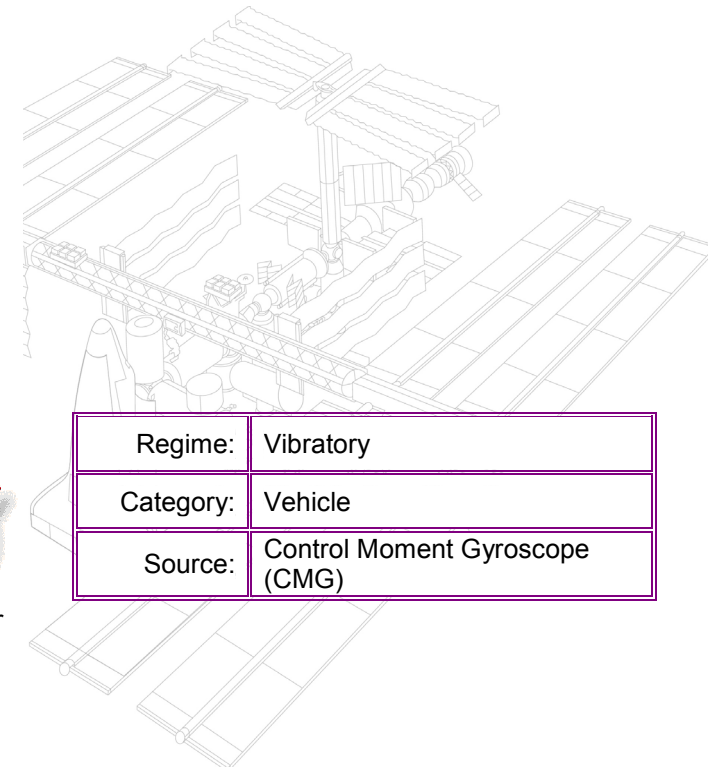 Regime: Vibratory
Category: Vehicle
Source: Control Moment Gyroscope
(CMG)